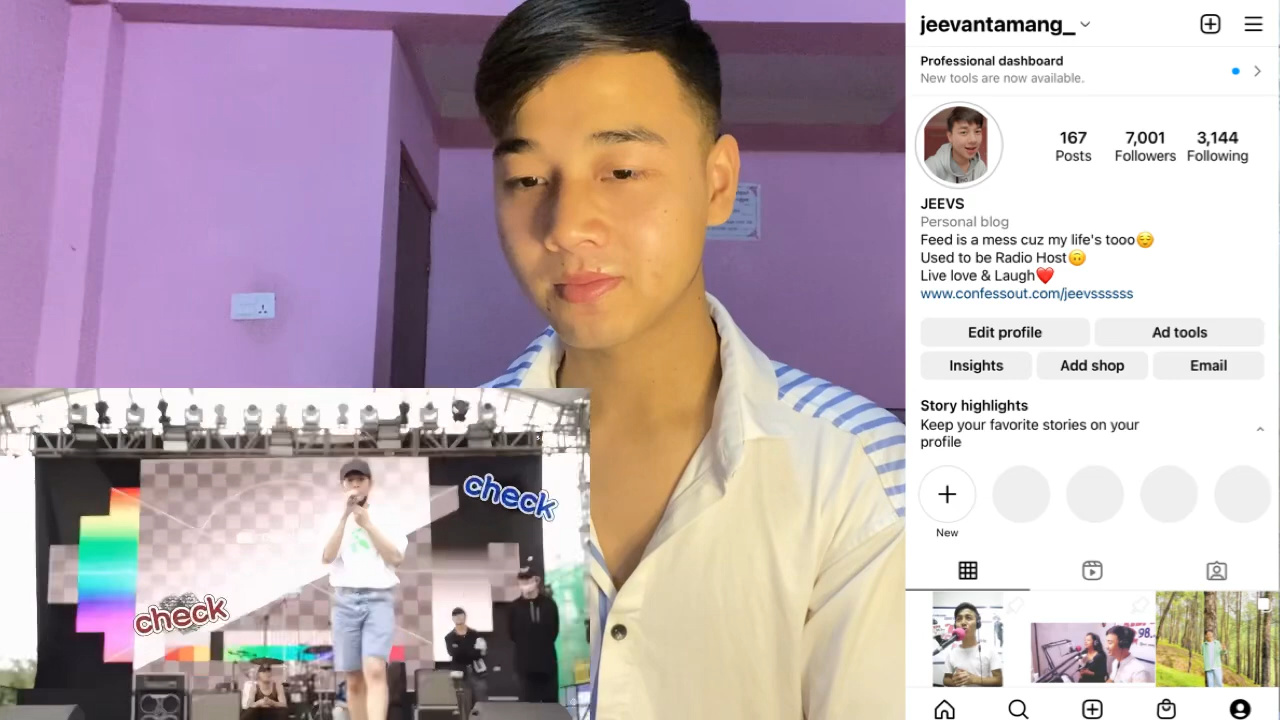 jeevantamang_
Professional dashboard
New tools are now available.
167
Posts
7,001
Followers
3,144
Following
JEEVS
Personal blog
Feed is a mess cuz my life's tooo😌
Used to be Radio Host🙃
Live love & Laugh❤️
www.confessout.com/jeevssssss
Edit profile
Ad tools
Insights
Add shop
Email
Story highlights
Keep your favorite stories on your
profile
New
check
check